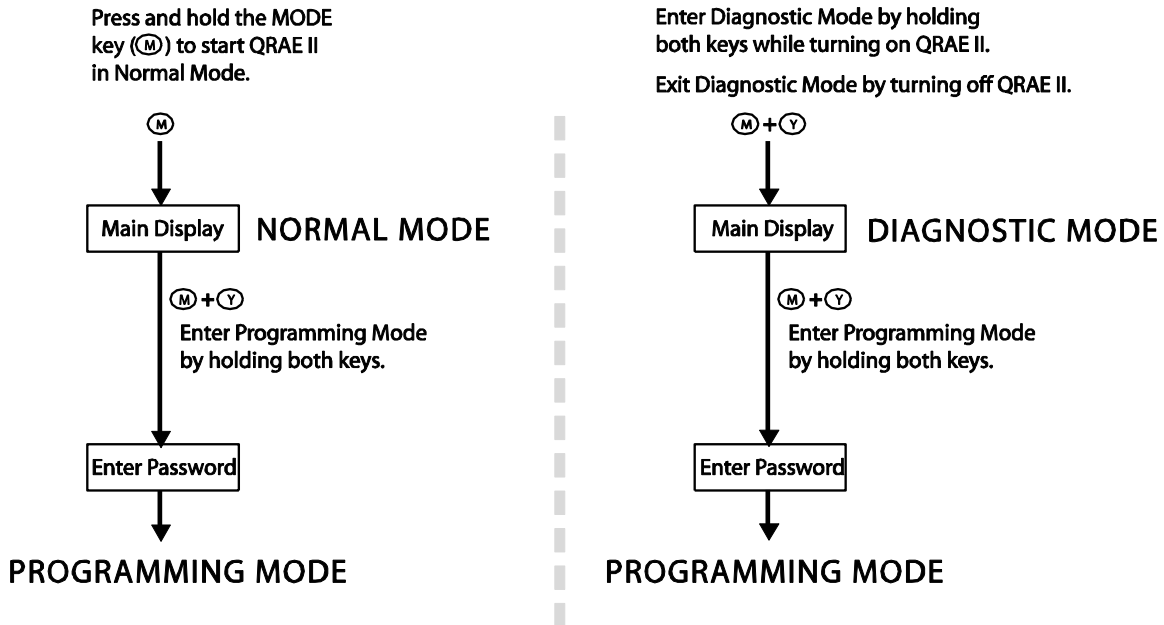 Press and hold the MODE
key (Ⓜ) to start QRAE II
in Normal Mode.
Ⓜ
Main Display
NORMAL MODE
Ⓜ+Ⓨ
Enter Programming Mode
by holding both keys.
Enter Password
PROGRAMMING MODE
Enter Diagnostic Mode by holding
both keys while turning on QRAE II.
Exit Diagnostic Mode by turning off QRAE II.
Ⓜ+Ⓨ
Main Display
DIAGNOSTIC MODE
Ⓜ+Ⓨ
Enter Programming Mode
by holding both keys.
Enter Password
PROGRAMMING MODE